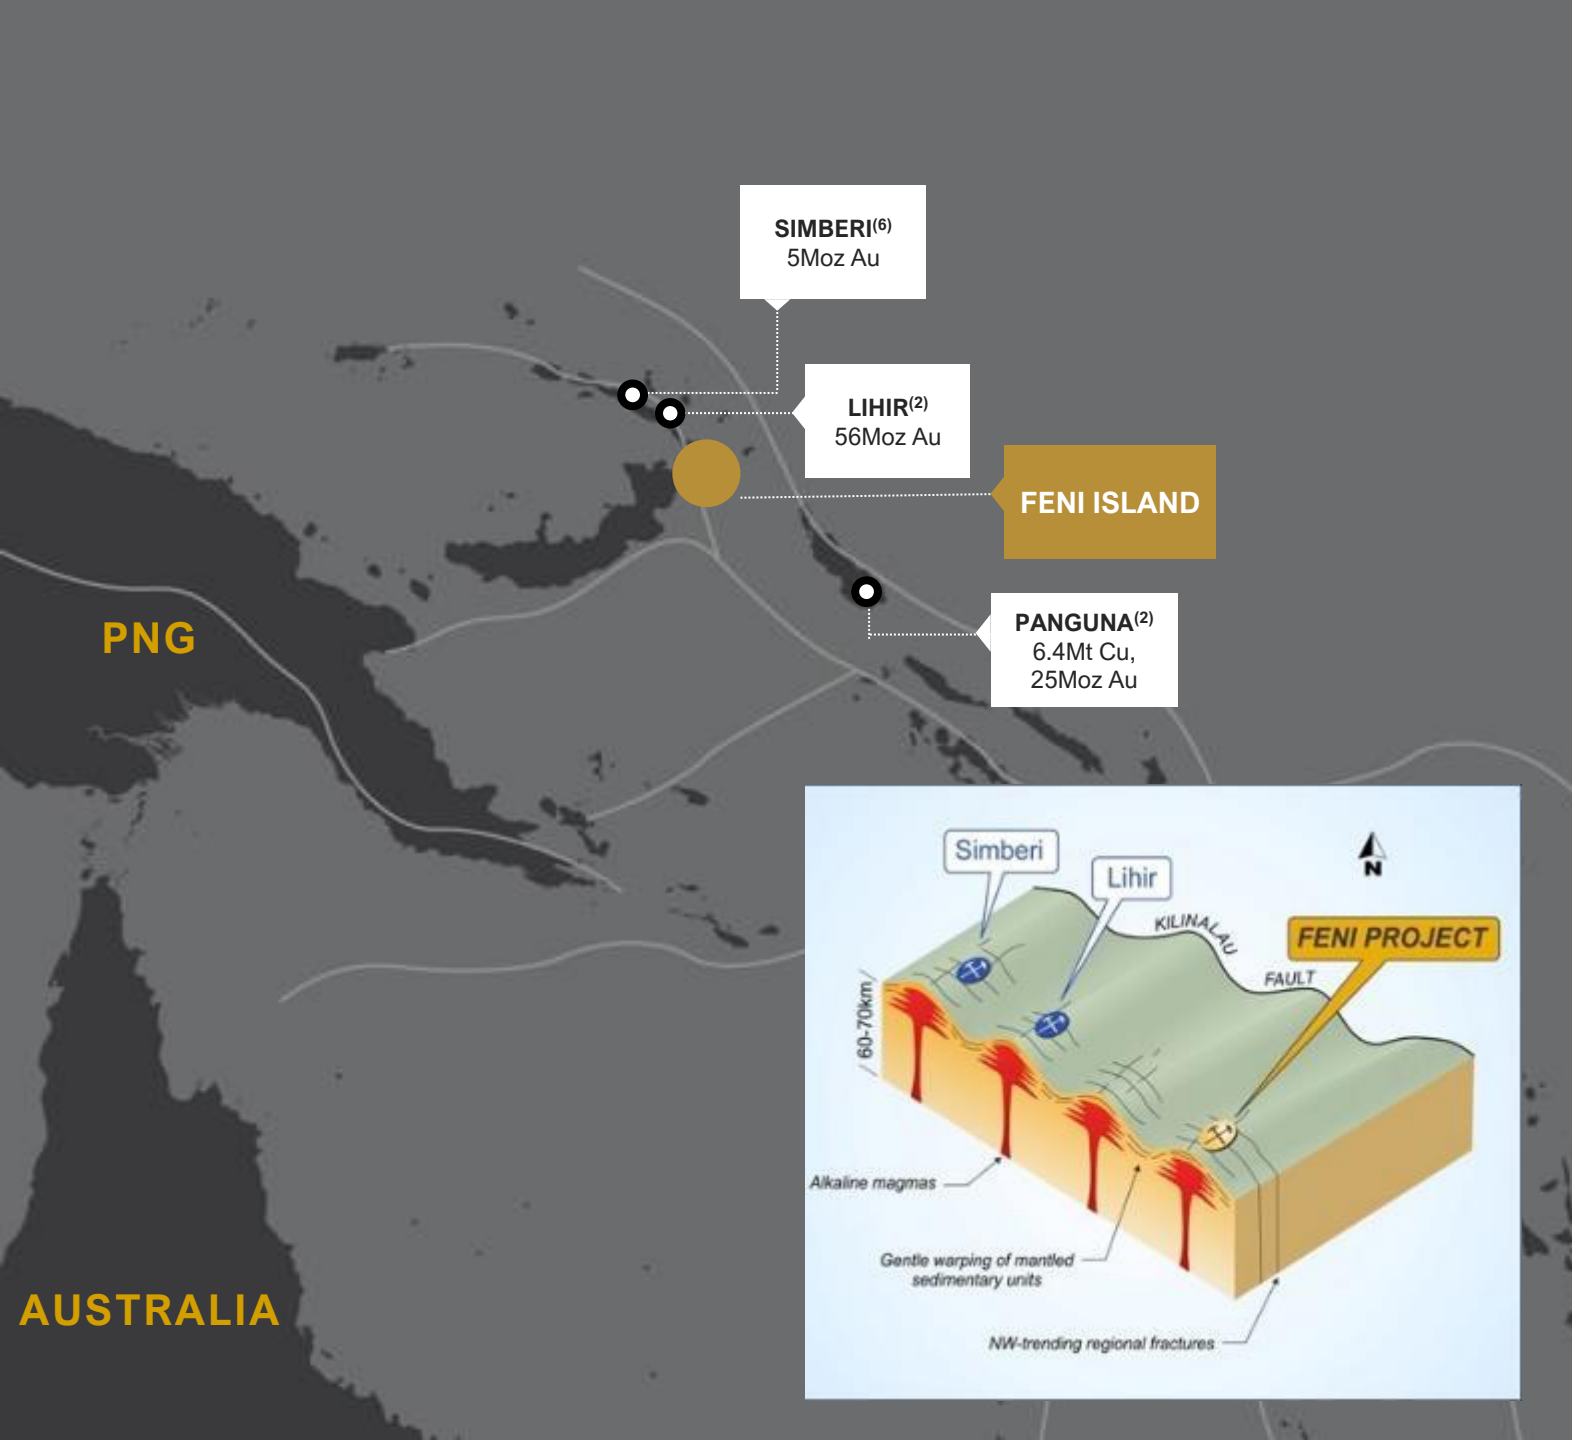 SIMBERI(6)
5Moz Au
LIHIR(2)
56Moz Au
FENI ISLAND
PANGUNA(2)
6.4Mt Cu,
25Moz Au
PNG
AUSTRALIA
Simberi
Lihir
N
KILINALAU
FAULT
FENI PROJECT
60-70km
Alkaline magmas
Gentle warping of mantled
sedimentary units
NW-trending regional fractures